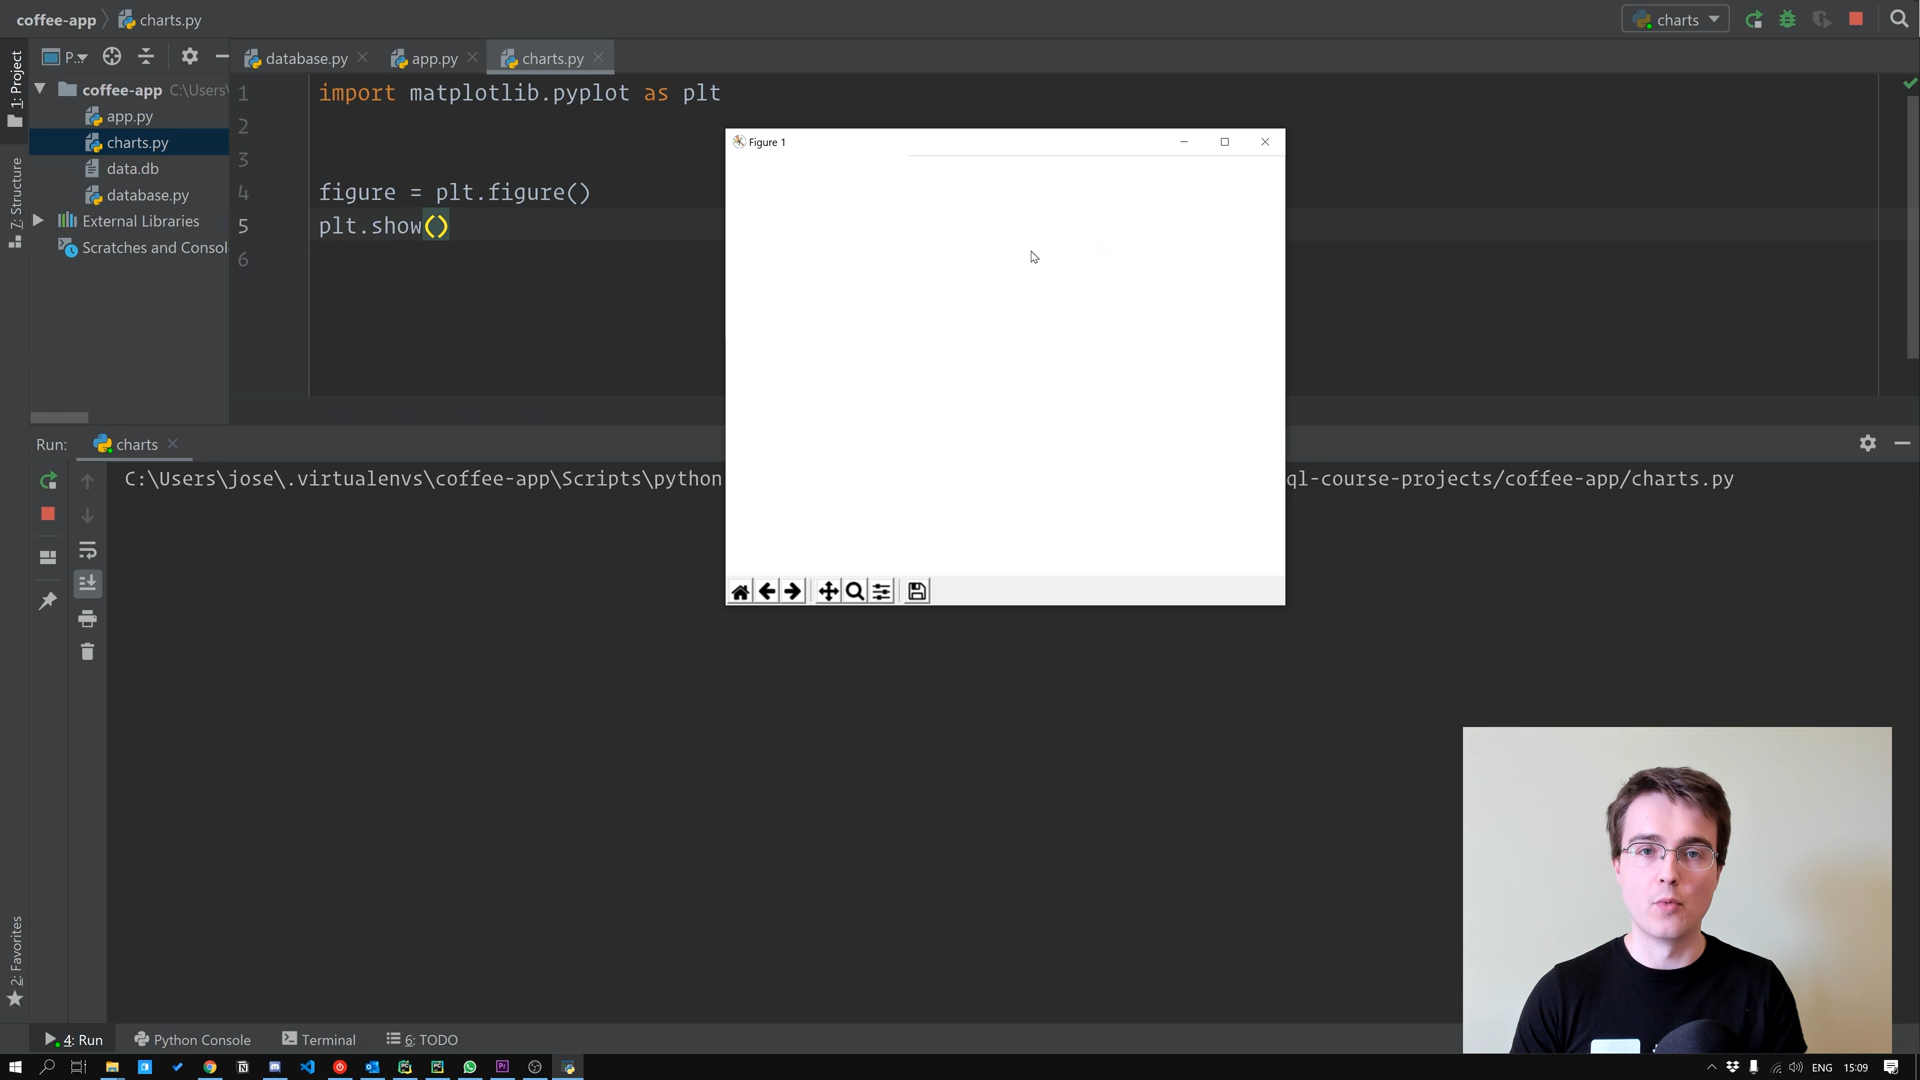 coffee-app
charts.py
charts
1: Project
P..
database.py
app.py
charts.py
coffee-app C:\Users\
app.py
charts.py
data.db
database.py
External Libraries
Scratches and Consol
Z: Structure
1 import matplotlib.pyplot as plt
2
3
4 figure = plt.figure()
5 plt.show()
6
Figure 1
Run:
charts
C:\Users\jose\.virtualenvs\coffee-app\Scripts\python
ql-course-projects/coffee-app/charts.py
2: Favorites
4: Run
Python Console
Terminal
6: TODO
ENG
15:09